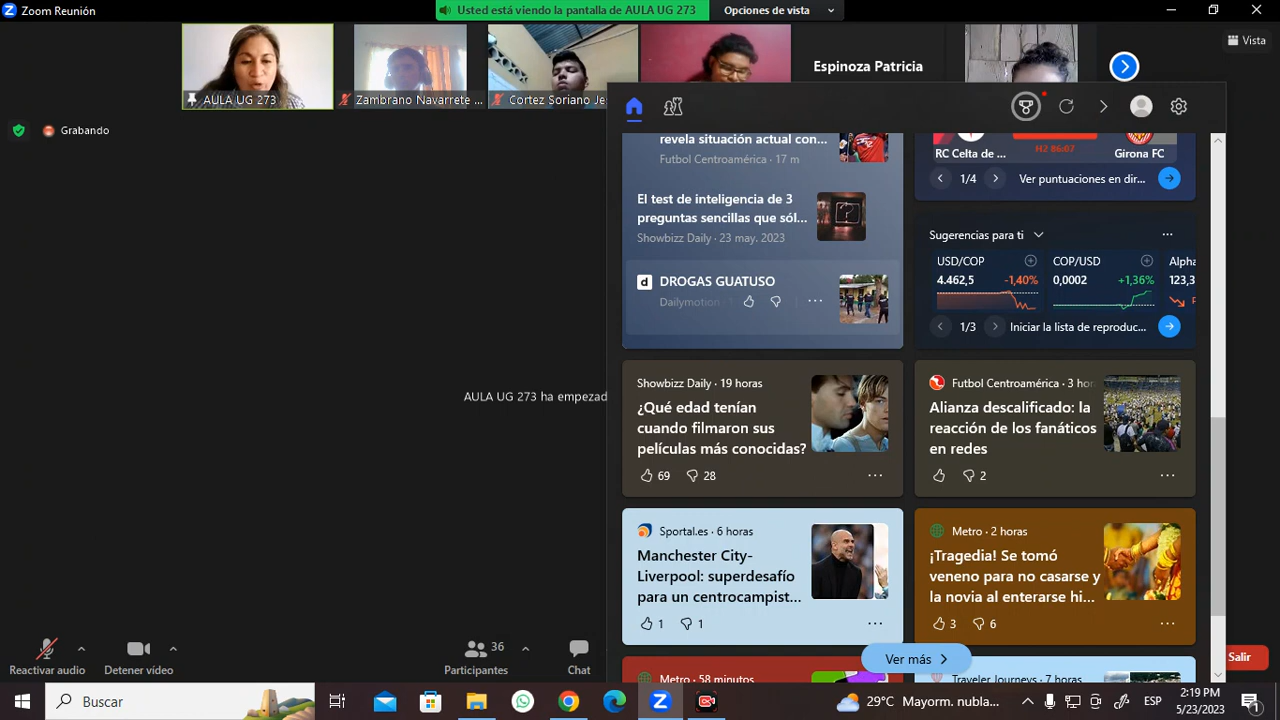 Zoom Reunión
Usted está viendo la pantalla de AULA UG 273
Opciones de vista
AULA UG 273
Zambrano Navarrete ...
Cortez Soriano Je
Espinoza Patricia
Vista
Grabando
AULA UG 273 ha empezad
revela situación actual con...
Futbol Centroamérica · 17 m
El test de inteligencia de 3
preguntas sencillas que sól...
Showbizz Daily · 23 may. 2023
d DROGAS GUATUSO
Dailymotion
RC Celta de ...
H2 86:07
Girona FC
1/4
Ver puntuaciones en dir...
Sugerencias para ti
USD/COP
4.462,5
-1,40%
COP/USD
0,0002
+1,36%
Alpha
123,3
1/3
Iniciar la lista de reproduc...
Showbizz Daily · 19 horas
¿Qué edad tenían
cuando filmaron sus
películas más conocidas?
69
28
Futbol Centroamérica · 3 hor
Alianza descalificado: la
reacción de los fanáticos
en redes
2
Sportal.es · 6 horas
Manchester City-
Liverpool: superdesafío
para un centrocampist...
1
1
Metro · 2 horas
¡Tragedia! Se tomó
veneno para no casarse y
la novia al enterarse hi...
3
6
Ver más
Metro · 58 minutos
Traveler Journeys · 7 horas
Reactivar audio
Detener vídeo
36
Participantes
Chat
Salir
Buscar
29°C
Mayorm. nubla...
ESP
2:19 PM
5/23/2023
1